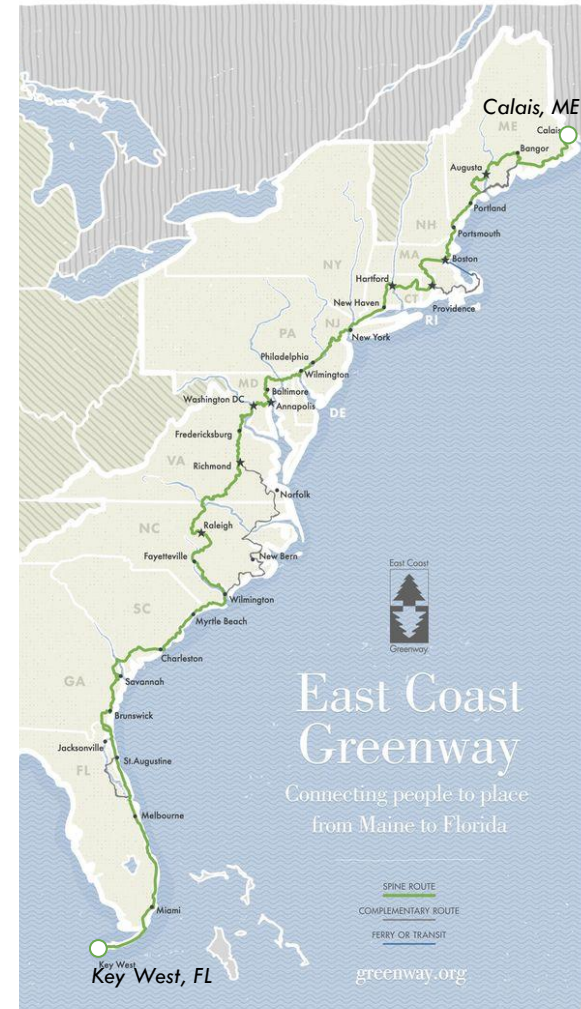 Calais, ME
ME
Calais
Bangor
Augusta
Portland
NH
Portsmouth
MA
Boston
NY
Hartford
CT
Providence
RI
New Haven
NJ
New York
PA
Philadelphia
Wilmington
MD
Baltimore
Washington DC
Annapolis
DE
Fredericksburg
VA
Richmond
Norfolk
NC
Raleigh
Fayetteville
New Bern
Wilmington
SC
Myrtle Beach
Charleston
GA
Savannah
Brunswick
Jacksonville
FL
St.Augustine
Melbourne
Miami
Key West
Key West, FL
East Coast
Greenway
East Coast
Greenway
Connecting people to place
from Maine to Florida
SPINE ROUTE
COMPLEMENTARY ROUTE
FERRY OR TRANSIT
greenway.org